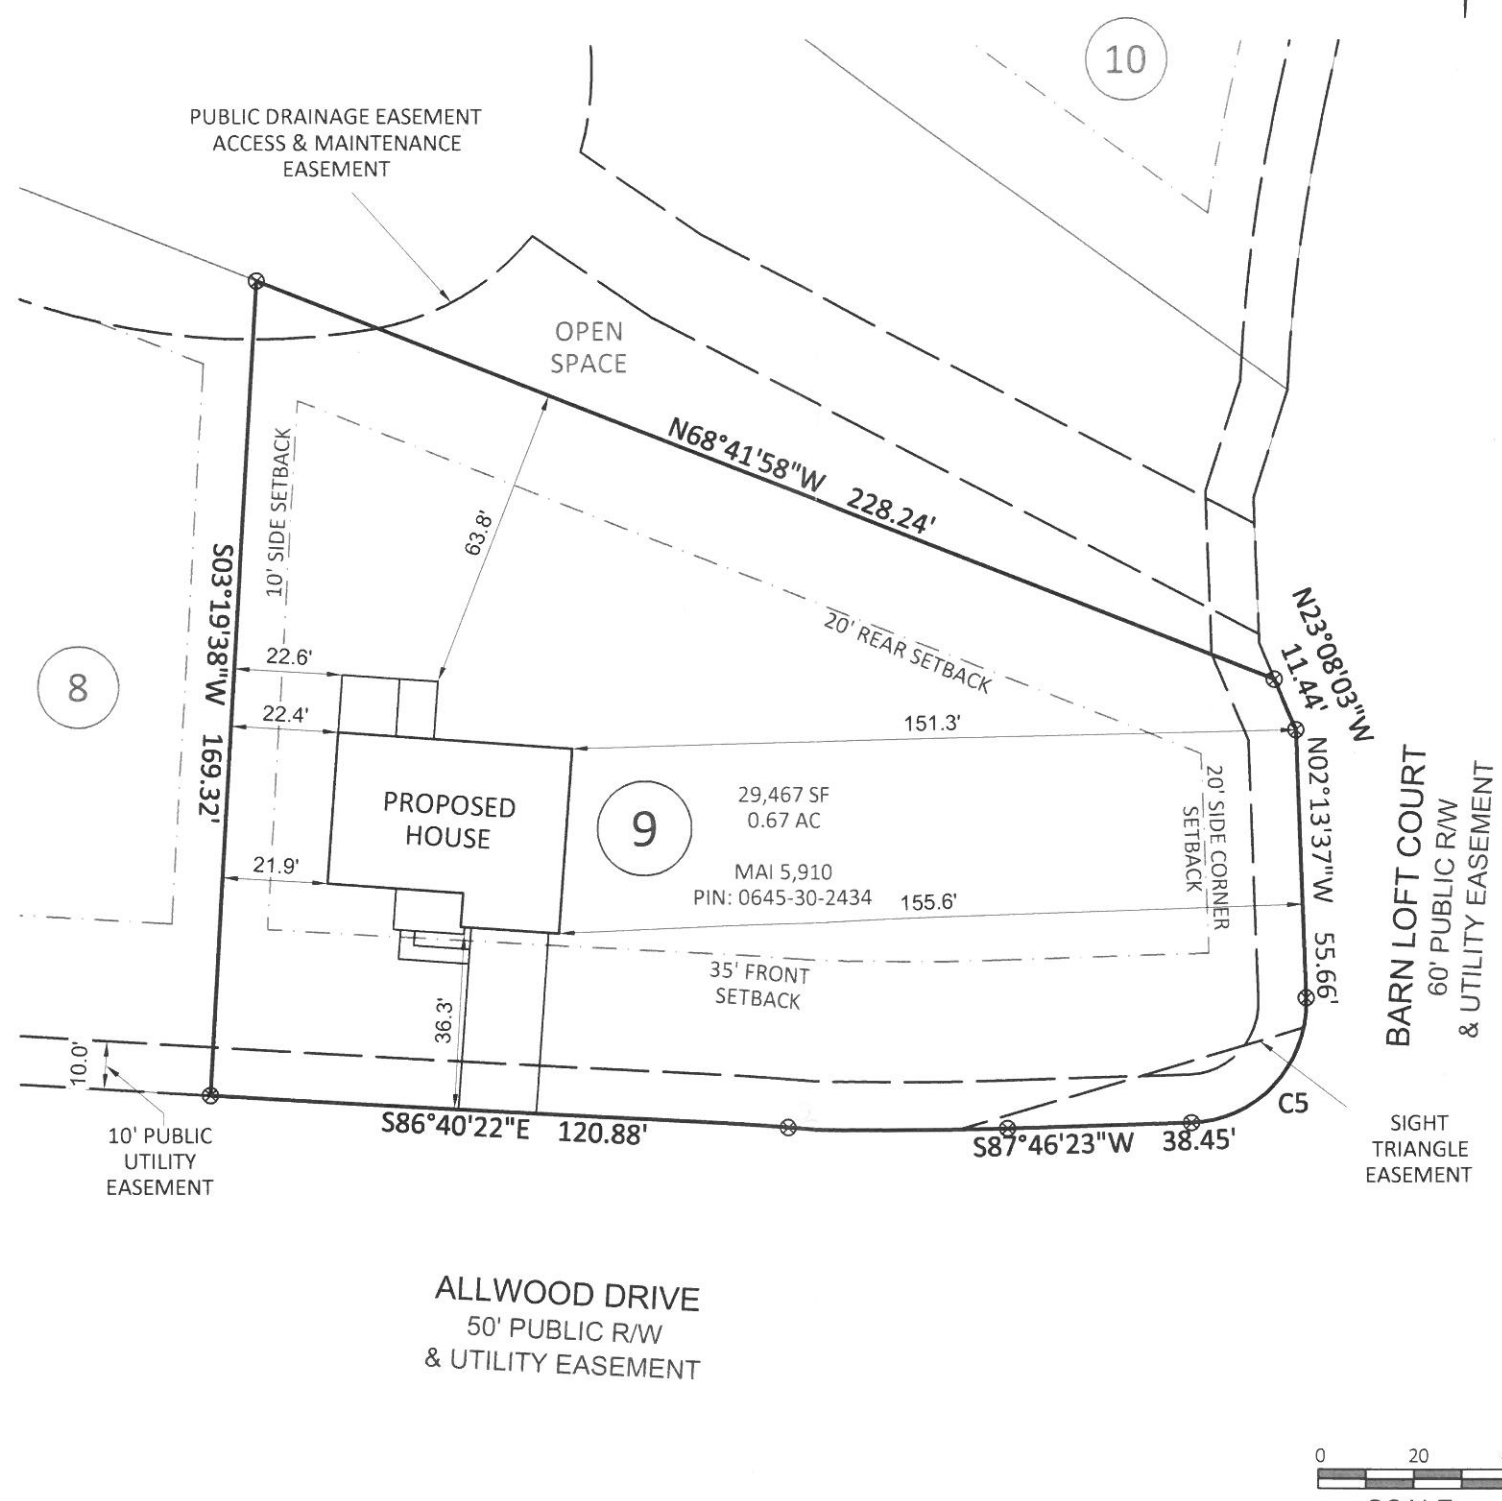 10
PUBLIC DRAINAGE EASEMENT
ACCESS & MAINTENANCE
EASEMENT
OPEN
SPACE
N68°41'58"W 228.24'
10' SIDE SETBACK
63.8'
S03°19'38"W 169.32'
20' REAR SETBACK
N23°08'03"W
11.44'
8
22.6'
22.4'
151.3'
N02°13'37"W 55.66'
PROPOSED
HOUSE
9
29,467 SF
0.67 AC
MAI 5,910
PIN: 0645-30-2434
20' SIDE CORNER
SETBACK
21.9'
155.6'
BARN LOFT COURT
60' PUBLIC R/W
& UTILITY EASEMENT
35' FRONT
SETBACK
36.3'
10.0'
C5
S86°40'22"E 120.88'
S87°46'23"W 38.45'
10' PUBLIC
UTILITY
EASEMENT
SIGHT
TRIANGLE
EASEMENT
ALLWOOD DRIVE
50' PUBLIC R/W
& UTILITY EASEMENT
0 20